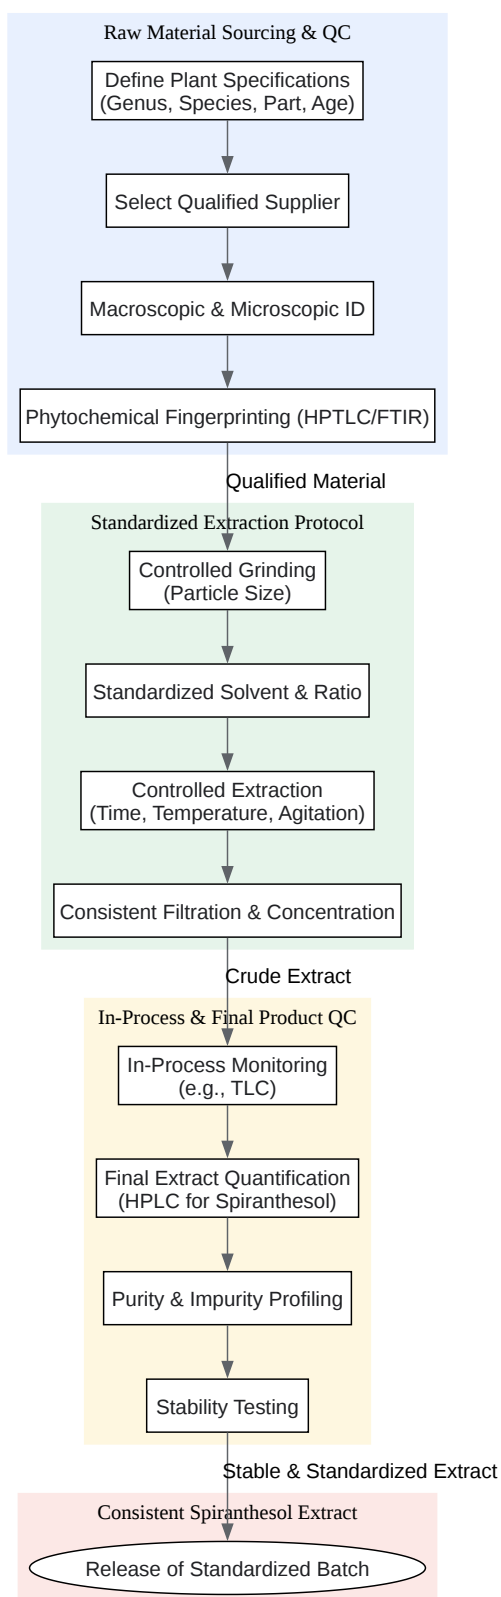 Raw Material Sourcing & QC
Define Plant Specifications
(Genus, Species, Part, Age)
Select Qualified Supplier
Macroscopic & Microscopic ID
Phytochemical Fingerprinting (HPTLC/FTIR)
Qualified Material
Standardized Extraction Protocol
Controlled Grinding
(Particle Size)
Standardized Solvent & Ratio
Controlled Extraction
(Time, Temperature, Agitation)
Consistent Filtration & Concentration
Crude Extract
In-Process & Final Product QC
In-Process Monitoring
(e.g., TLC)
Final Extract Quantification
(HPLC for Spiranthesol)
Purity & Impurity Profiling
Stability Testing
Stable & Standardized Extract
Consistent Spiranthesol Extract
Release of Standardized Batch